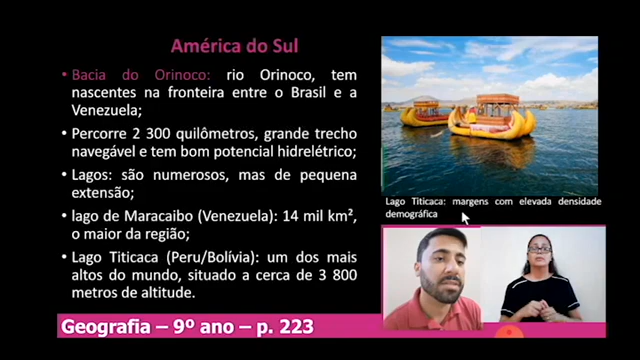 América do Sul
• Bacia do Orinoco: rio Orinoco, tem
nascentes na fronteira entre o Brasil e a
Venezuela;
• Percorre 2 300 quilômetros, grande trecho
navegável e tem bom potencial hidrelétrico;
• Lagos: são numerosos, mas de pequena
extensão;
• lago de Maracaibo (Venezuela): 14 mil km²,
o maior da região;
• Lago Titicaca (Peru/Bolívia): um dos mais
altos do mundo, situado a cerca de 3 800
metros de altitude.
Lago Titicaca: margens com elevada densidade
demográfica
Geografia – 9º ano – p. 223